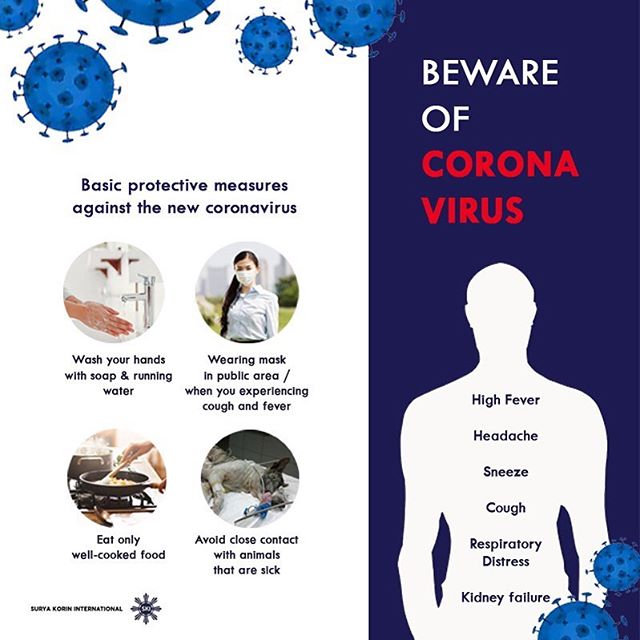 Basic protective measures
against the new coronavirus
Wash your hands
with soap & running
water
Wearing mask
in public area /
when you experiencing
cough and fever
Eat only
well-cooked food
Avoid close contact
with animals
that are sick
SURYA KORIN INTERNATIONAL
SKI
BEWARE
OF
CORONA
VIRUS
High Fever
Headache
Sneeze
Cough
Respiratory
Distress
Kidney failure